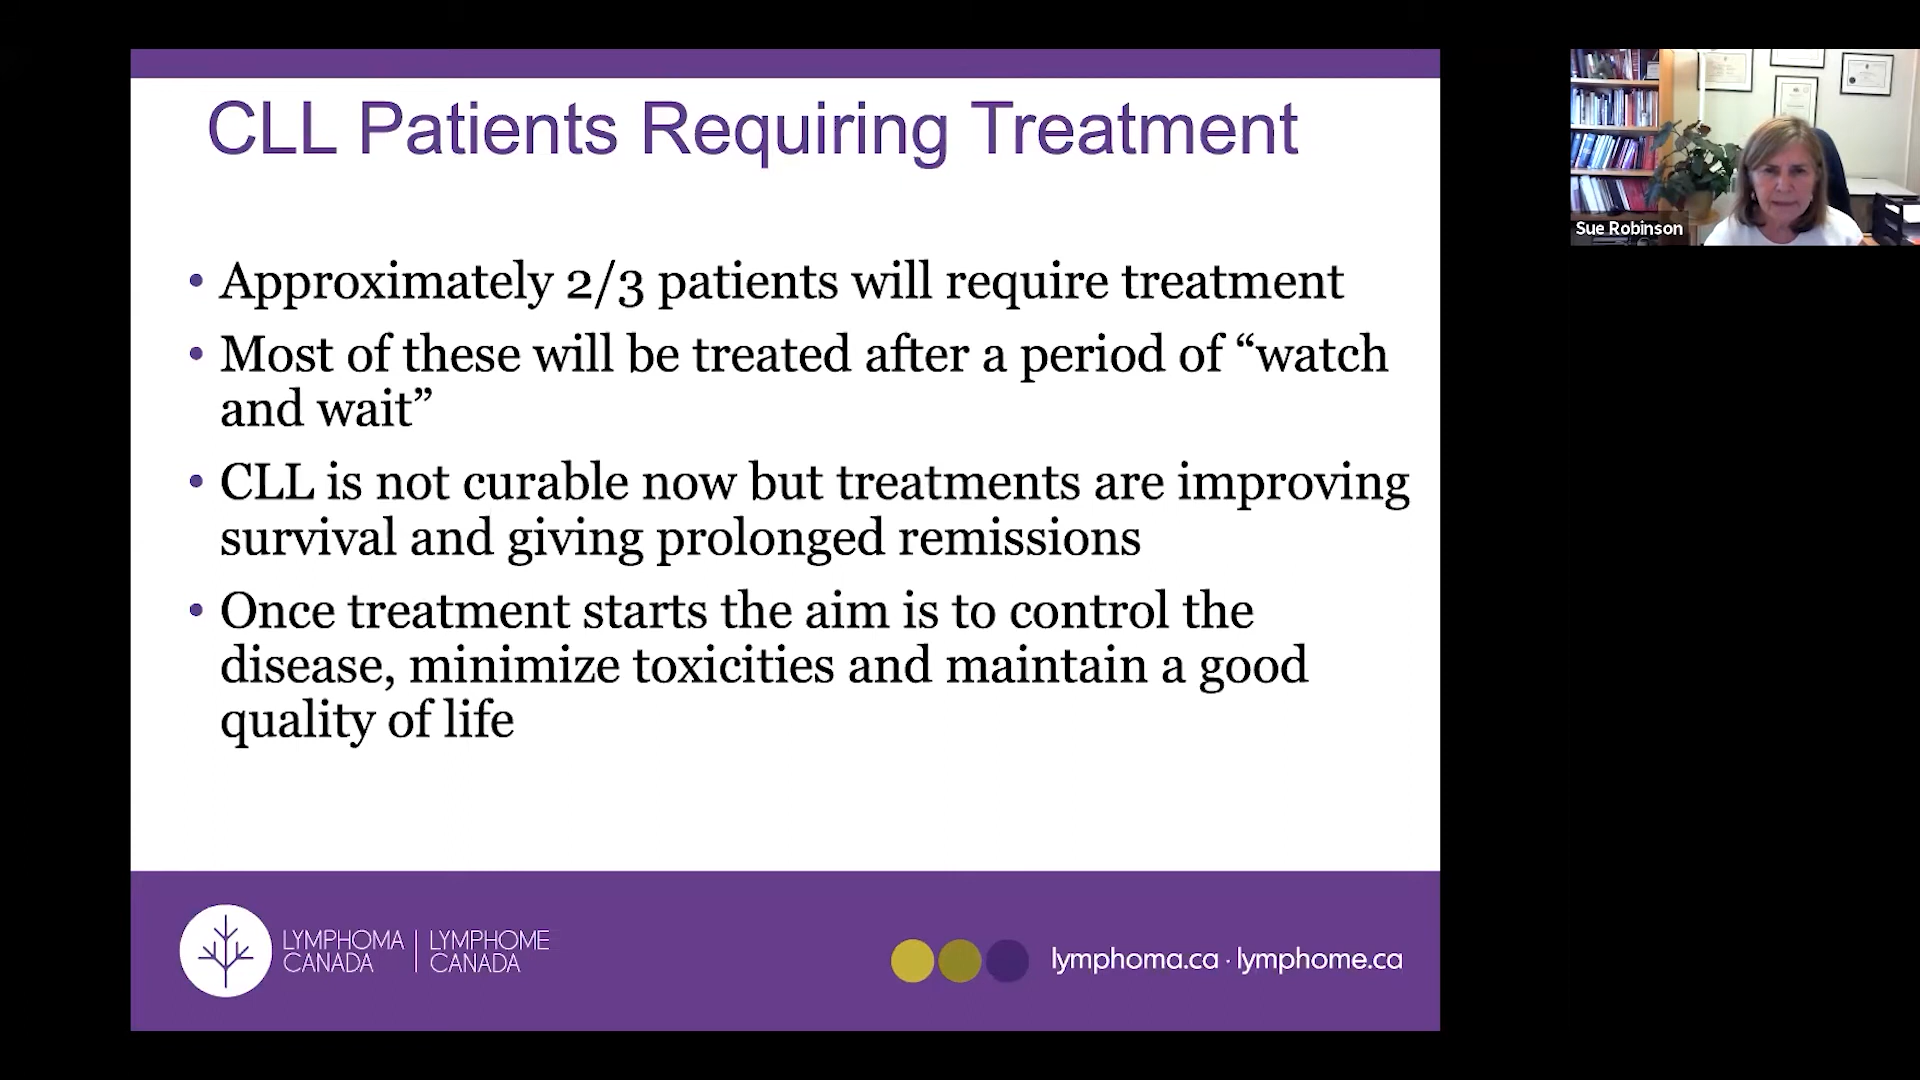 CLL Patients Requiring Treatment
• Approximately 2/3 patients will require treatment
• Most of these will be treated after a period of “watch
and wait”
• CLL is not curable now but treatments are improving
survival and giving prolonged remissions
• Once treatment starts the aim is to control the
disease, minimize toxicities and maintain a good
quality of life
LYMPHOMA CANADA | LYMPHOME CANADA
lymphoma.ca · lymphome.ca
Sue Robinson